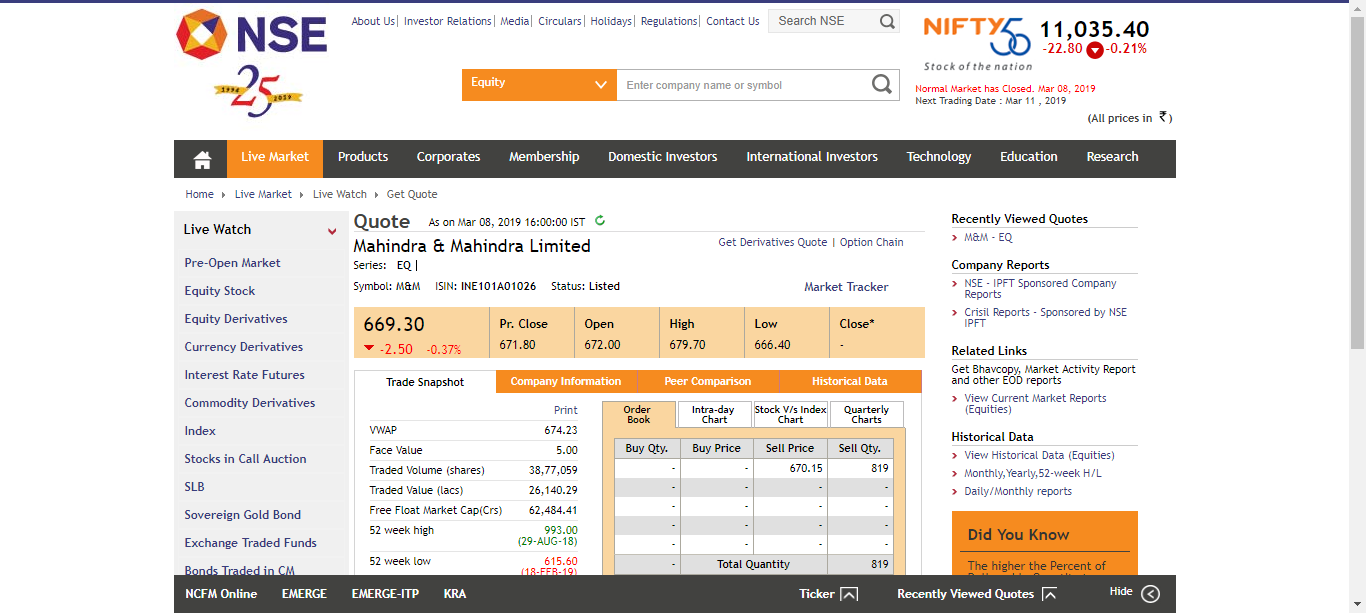 NSE
1994 25 2019
About Us| Investor Relations| Media| Circulars| Holidays| Regulations| Contact Us
Search NSE
NIFTY 50
Stock of the nation
11,035.40
-22.80 -0.21%
Equity
Enter company name or symbol
Normal Market has Closed. Mar 08, 2019
Next Trading Date : Mar 11 , 2019
(All prices in ₹)
Live Market Products Corporates Membership Domestic Investors International Investors Technology Education Research
Home Live Market Live Watch Get Quote
Live Watch
Pre-Open Market
Equity Stock
Equity Derivatives
Currency Derivatives
Interest Rate Futures
Commodity Derivatives
Index
Stocks in Call Auction
SLB
Sovereign Gold Bond
Exchange Traded Funds
Bonds Traded in CM
Quote As on Mar 08, 2019 16:00:00 IST
Mahindra & Mahindra Limited
Get Derivatives Quote | Option Chain
Series: EQ |
Symbol: M&M ISIN: INE101A01026 Status: Listed
Market Tracker
669.30 Pr. Close Open High Low Close*
-2.50 -0.37% 671.80 672.00 679.70 666.40 -
Trade Snapshot Company Information Peer Comparison Historical Data
Print
VWAP 674.23
Face Value 5.00
Traded Volume (shares) 38,77,059
Traded Value (lacs) 26,140.29
Free Float Market Cap(Crs) 62,484.41
52 week high 993.00
(29-AUG-18)
52 week low 615.60
(18-FEB-19)
Order Book
Intra-day Chart
Stock V/s Index Chart
Quarterly Charts
Buy Qty. Buy Price Sell Price Sell Qty.
- - 670.15 819
- - - -
- - - -
- - - -
- - - -
- Total Quantity 819
Recently Viewed Quotes
M&M - EQ
Company Reports
NSE - IPFT Sponsored Company
Reports
Crisil Reports - Sponsored by NSE
IPFT
Related Links
Get Bhavcopy, Market Activity Report
and other EOD reports
View Current Market Reports
(Equities)
Historical Data
View Historical Data (Equities)
Monthly,Yearly,52-week H/L
Daily/Monthly reports
Did You Know
The higher the Percent of
NCFM Online EMERGE EMERGE-ITP KRA Ticker Recently Viewed Quotes Hide